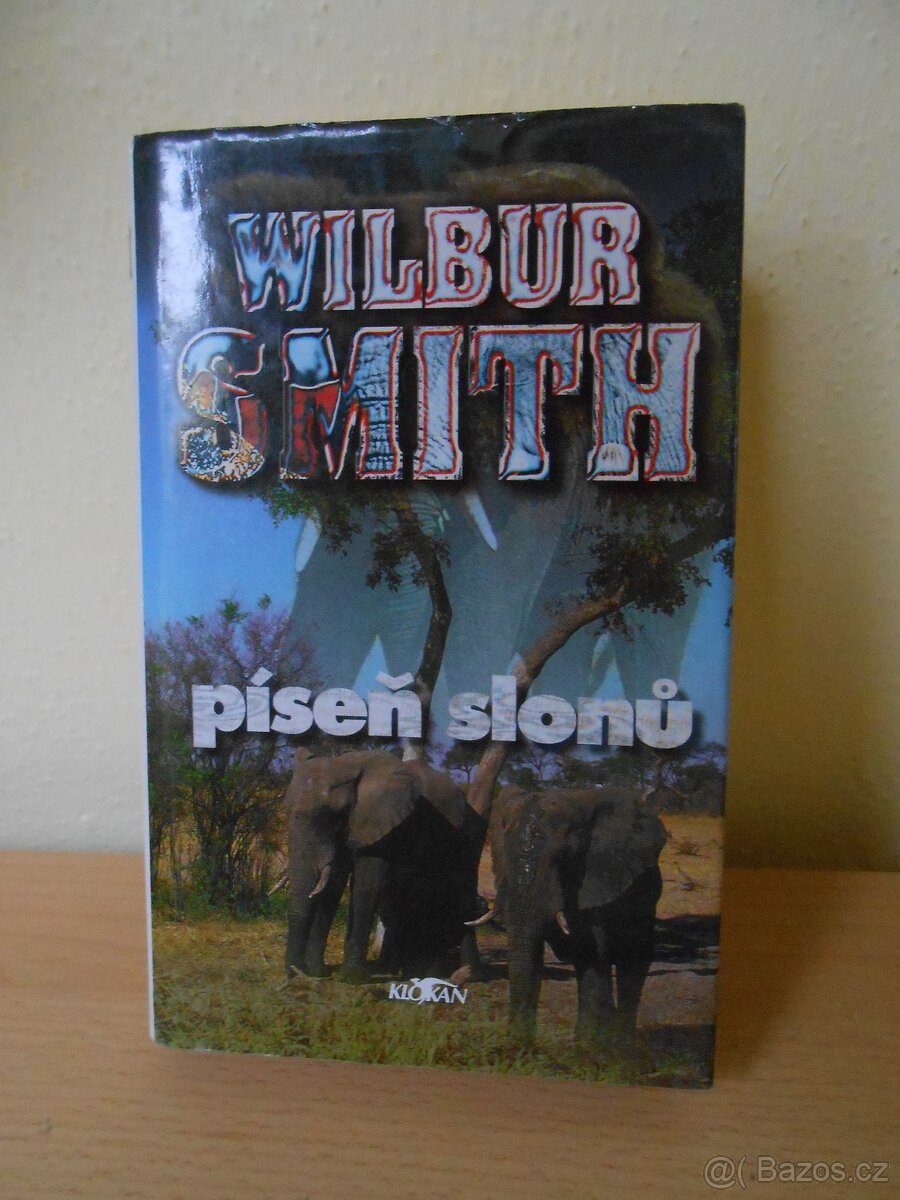 WILBUR
SMITH
píseň slonů
KLOKAN
@( Bazos.cz